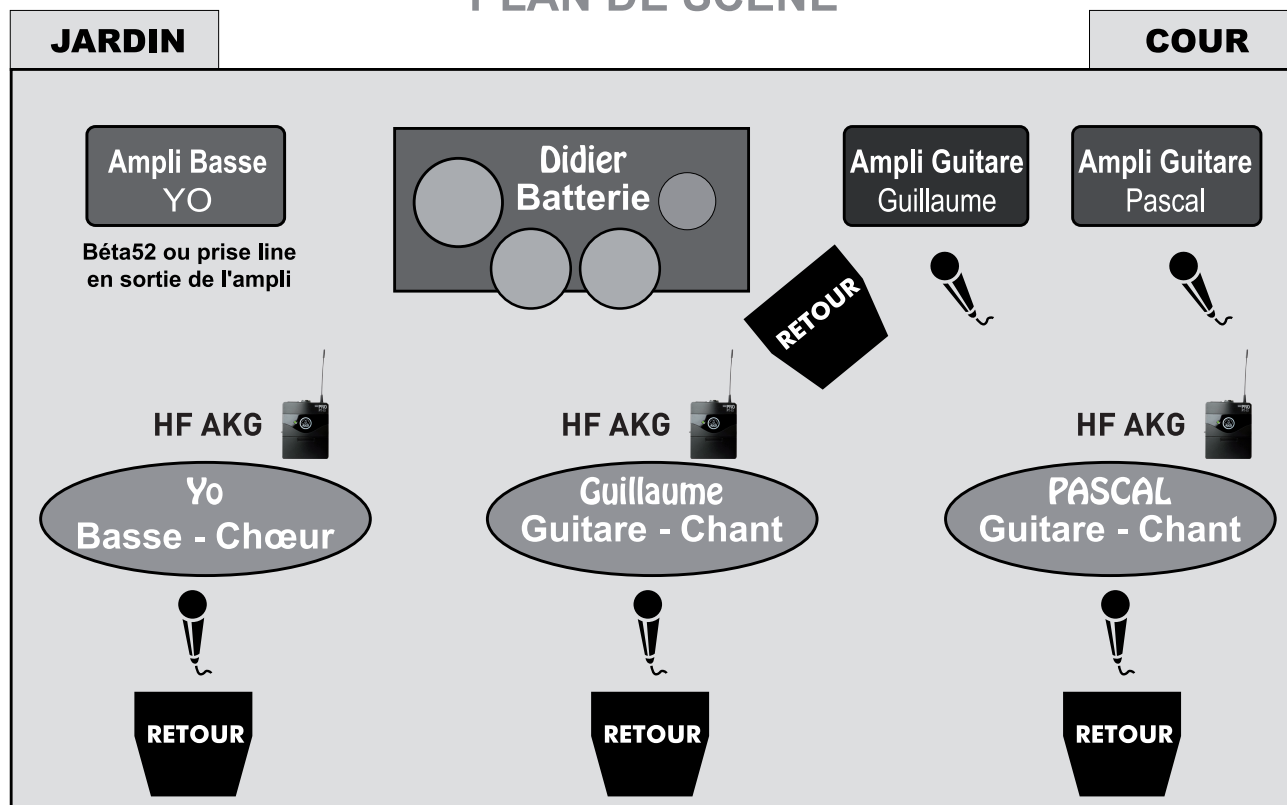 PLAN DE SCÈNE
JARDIN
COUR
Ampli Basse
YO
Béta52 ou prise line
en sortie de l'ampli
Didier
Batterie
Ampli Guitare
Guillaume
Ampli Guitare
Pascal
RETOUR
HF AKG
HF AKG
HF AKG
Yo
Basse - Chœur
Guillaume
Guitare - Chant
PASCAL
Guitare - Chant
RETOUR
RETOUR
RETOUR